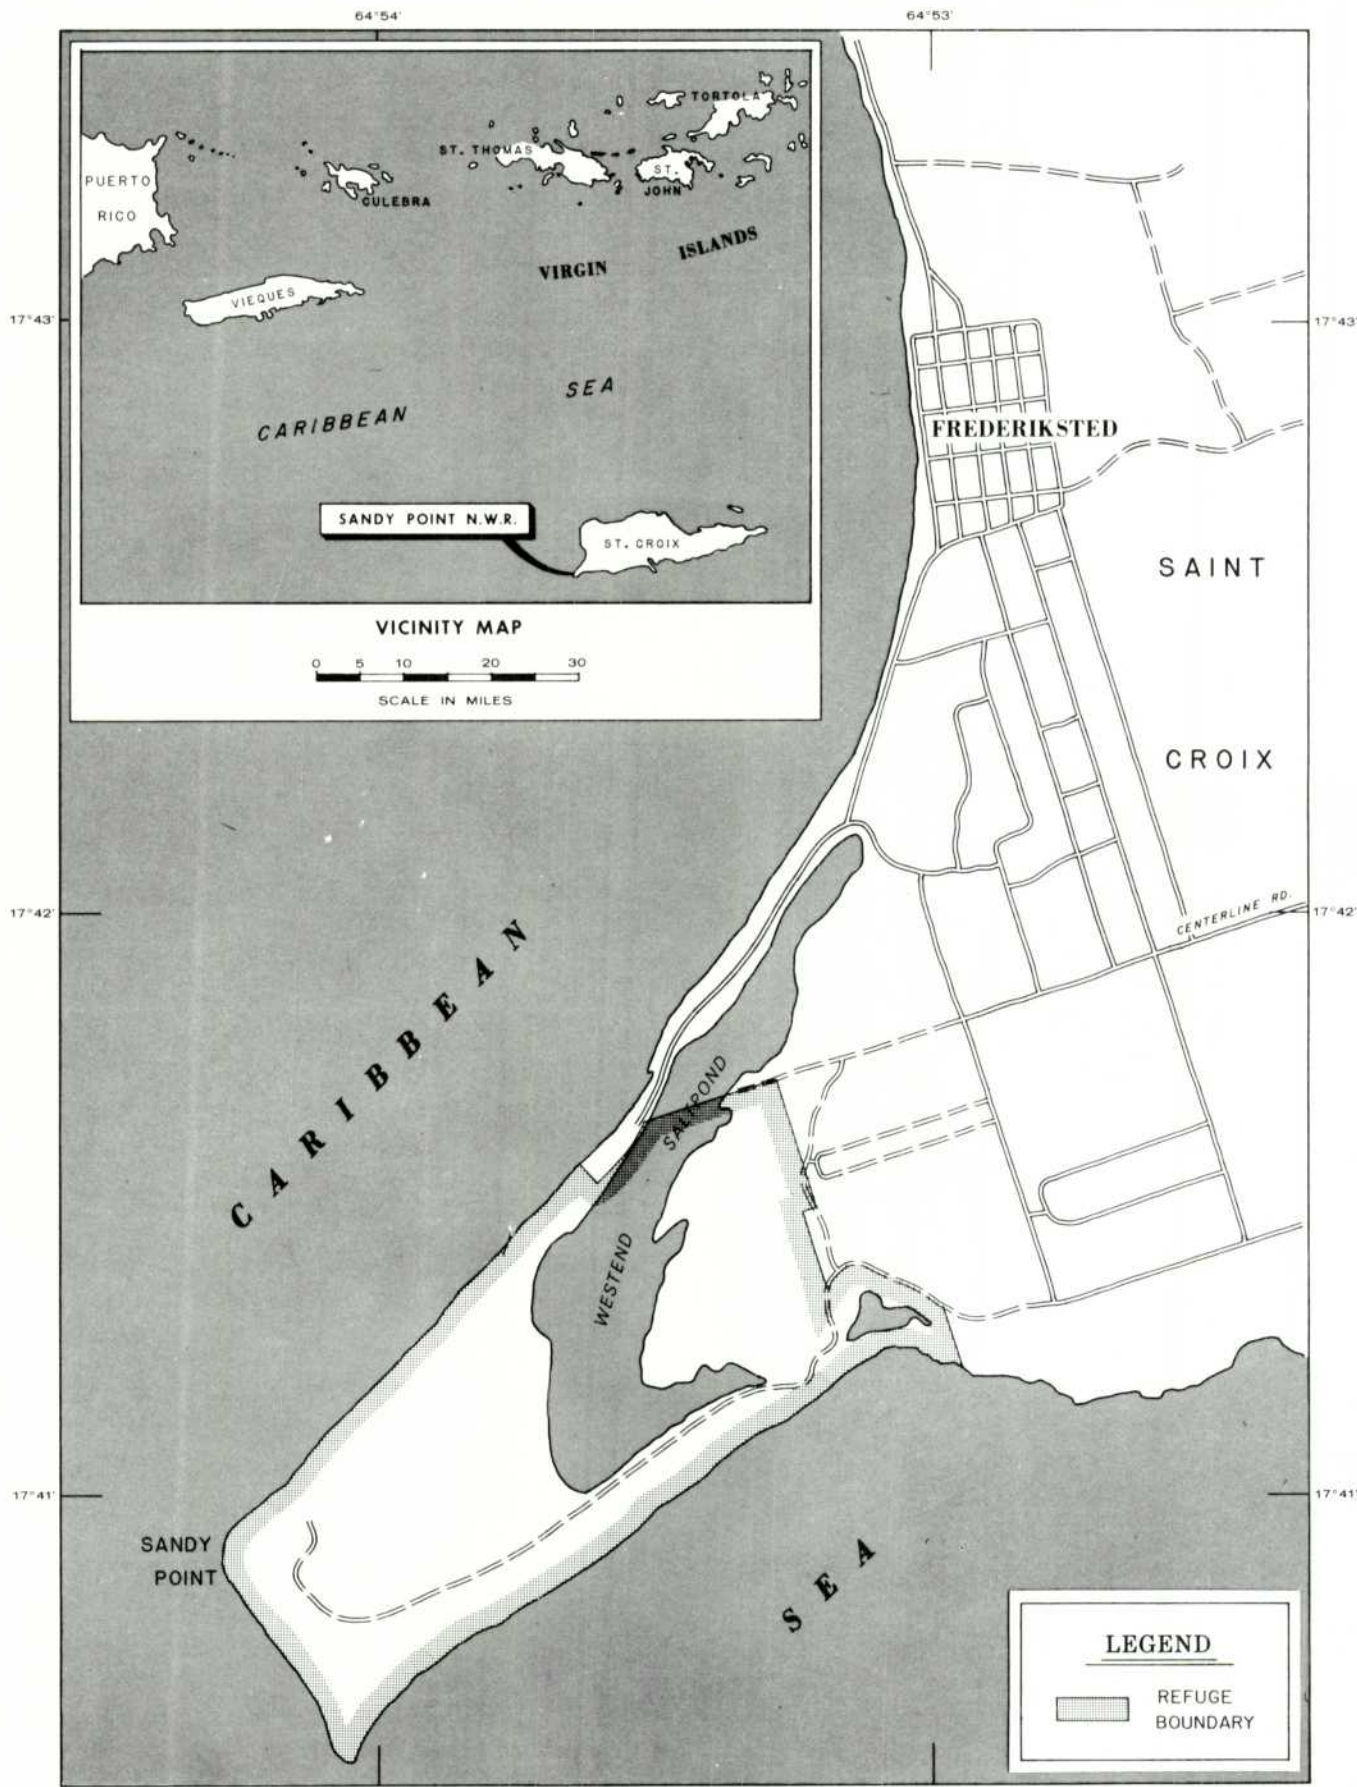 64°54'
64°53'
TORTOLA
ST. THOMAS
ST.
JOHN
PUERTO
RICO
CULEBRA
VIRGIN
ISLANDS
VIEQUES
17°43'
17°43'
CARIBBEAN
SEA
SANDY POINT N.W.R.
ST. CROIX
VICINITY MAP
0 5 10 20 30
SCALE IN MILES
FREDERIKSTED
SAINT
CROIX
CENTERLINE RD.
17°42'
17°42'
CARIBBEAN
SEA
SALTPOND
WESTEND
17°41'
17°41'
SANDY
POINT
LEGEND
REFUGE
BOUNDARY